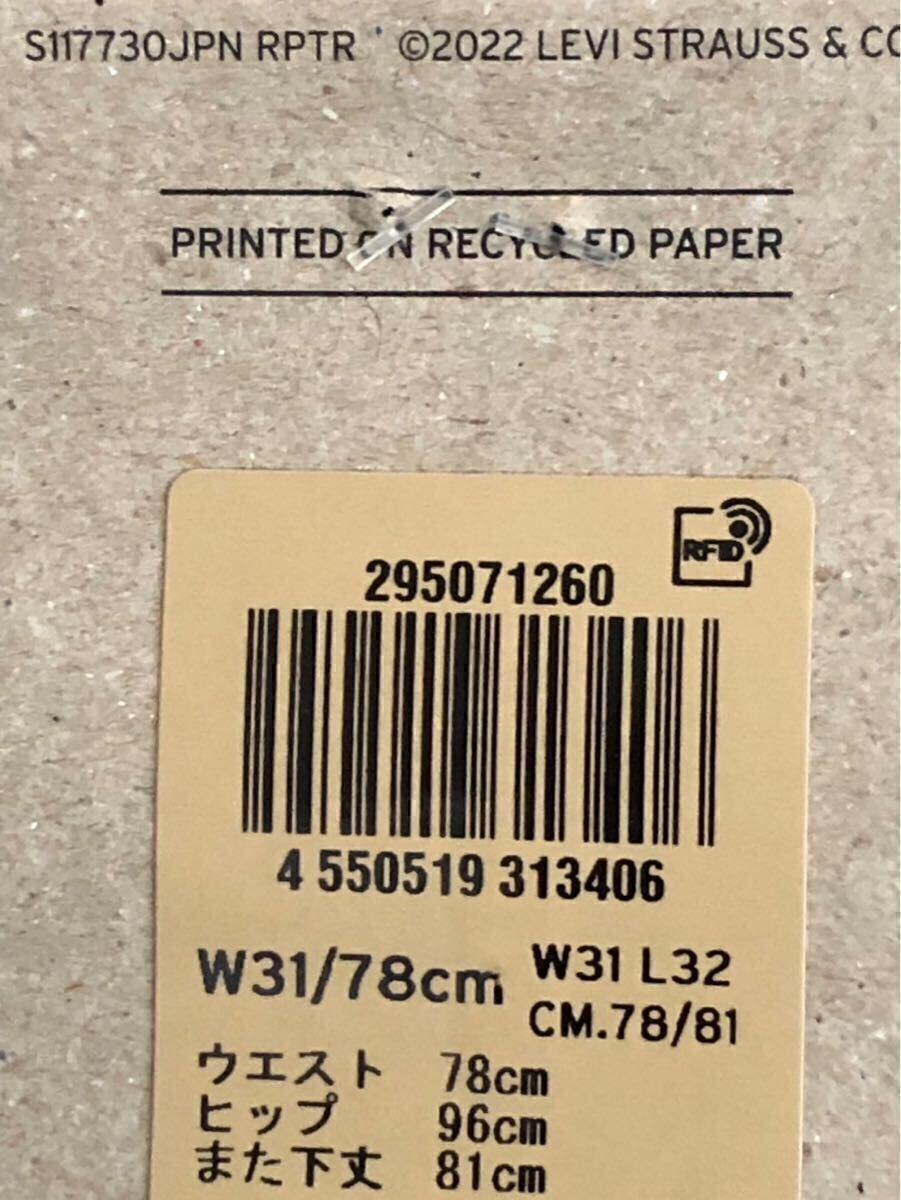 S117730JPN RPTR ©2022 LEVI STRAUSS & CO
PRINTED ON RECYCLED PAPER
RFID
295071260
4 550519 313406
W31/78cm
W31 L32
CM.78/81
ウエスト 78cm
ヒップ 96cm
また下丈 81cm